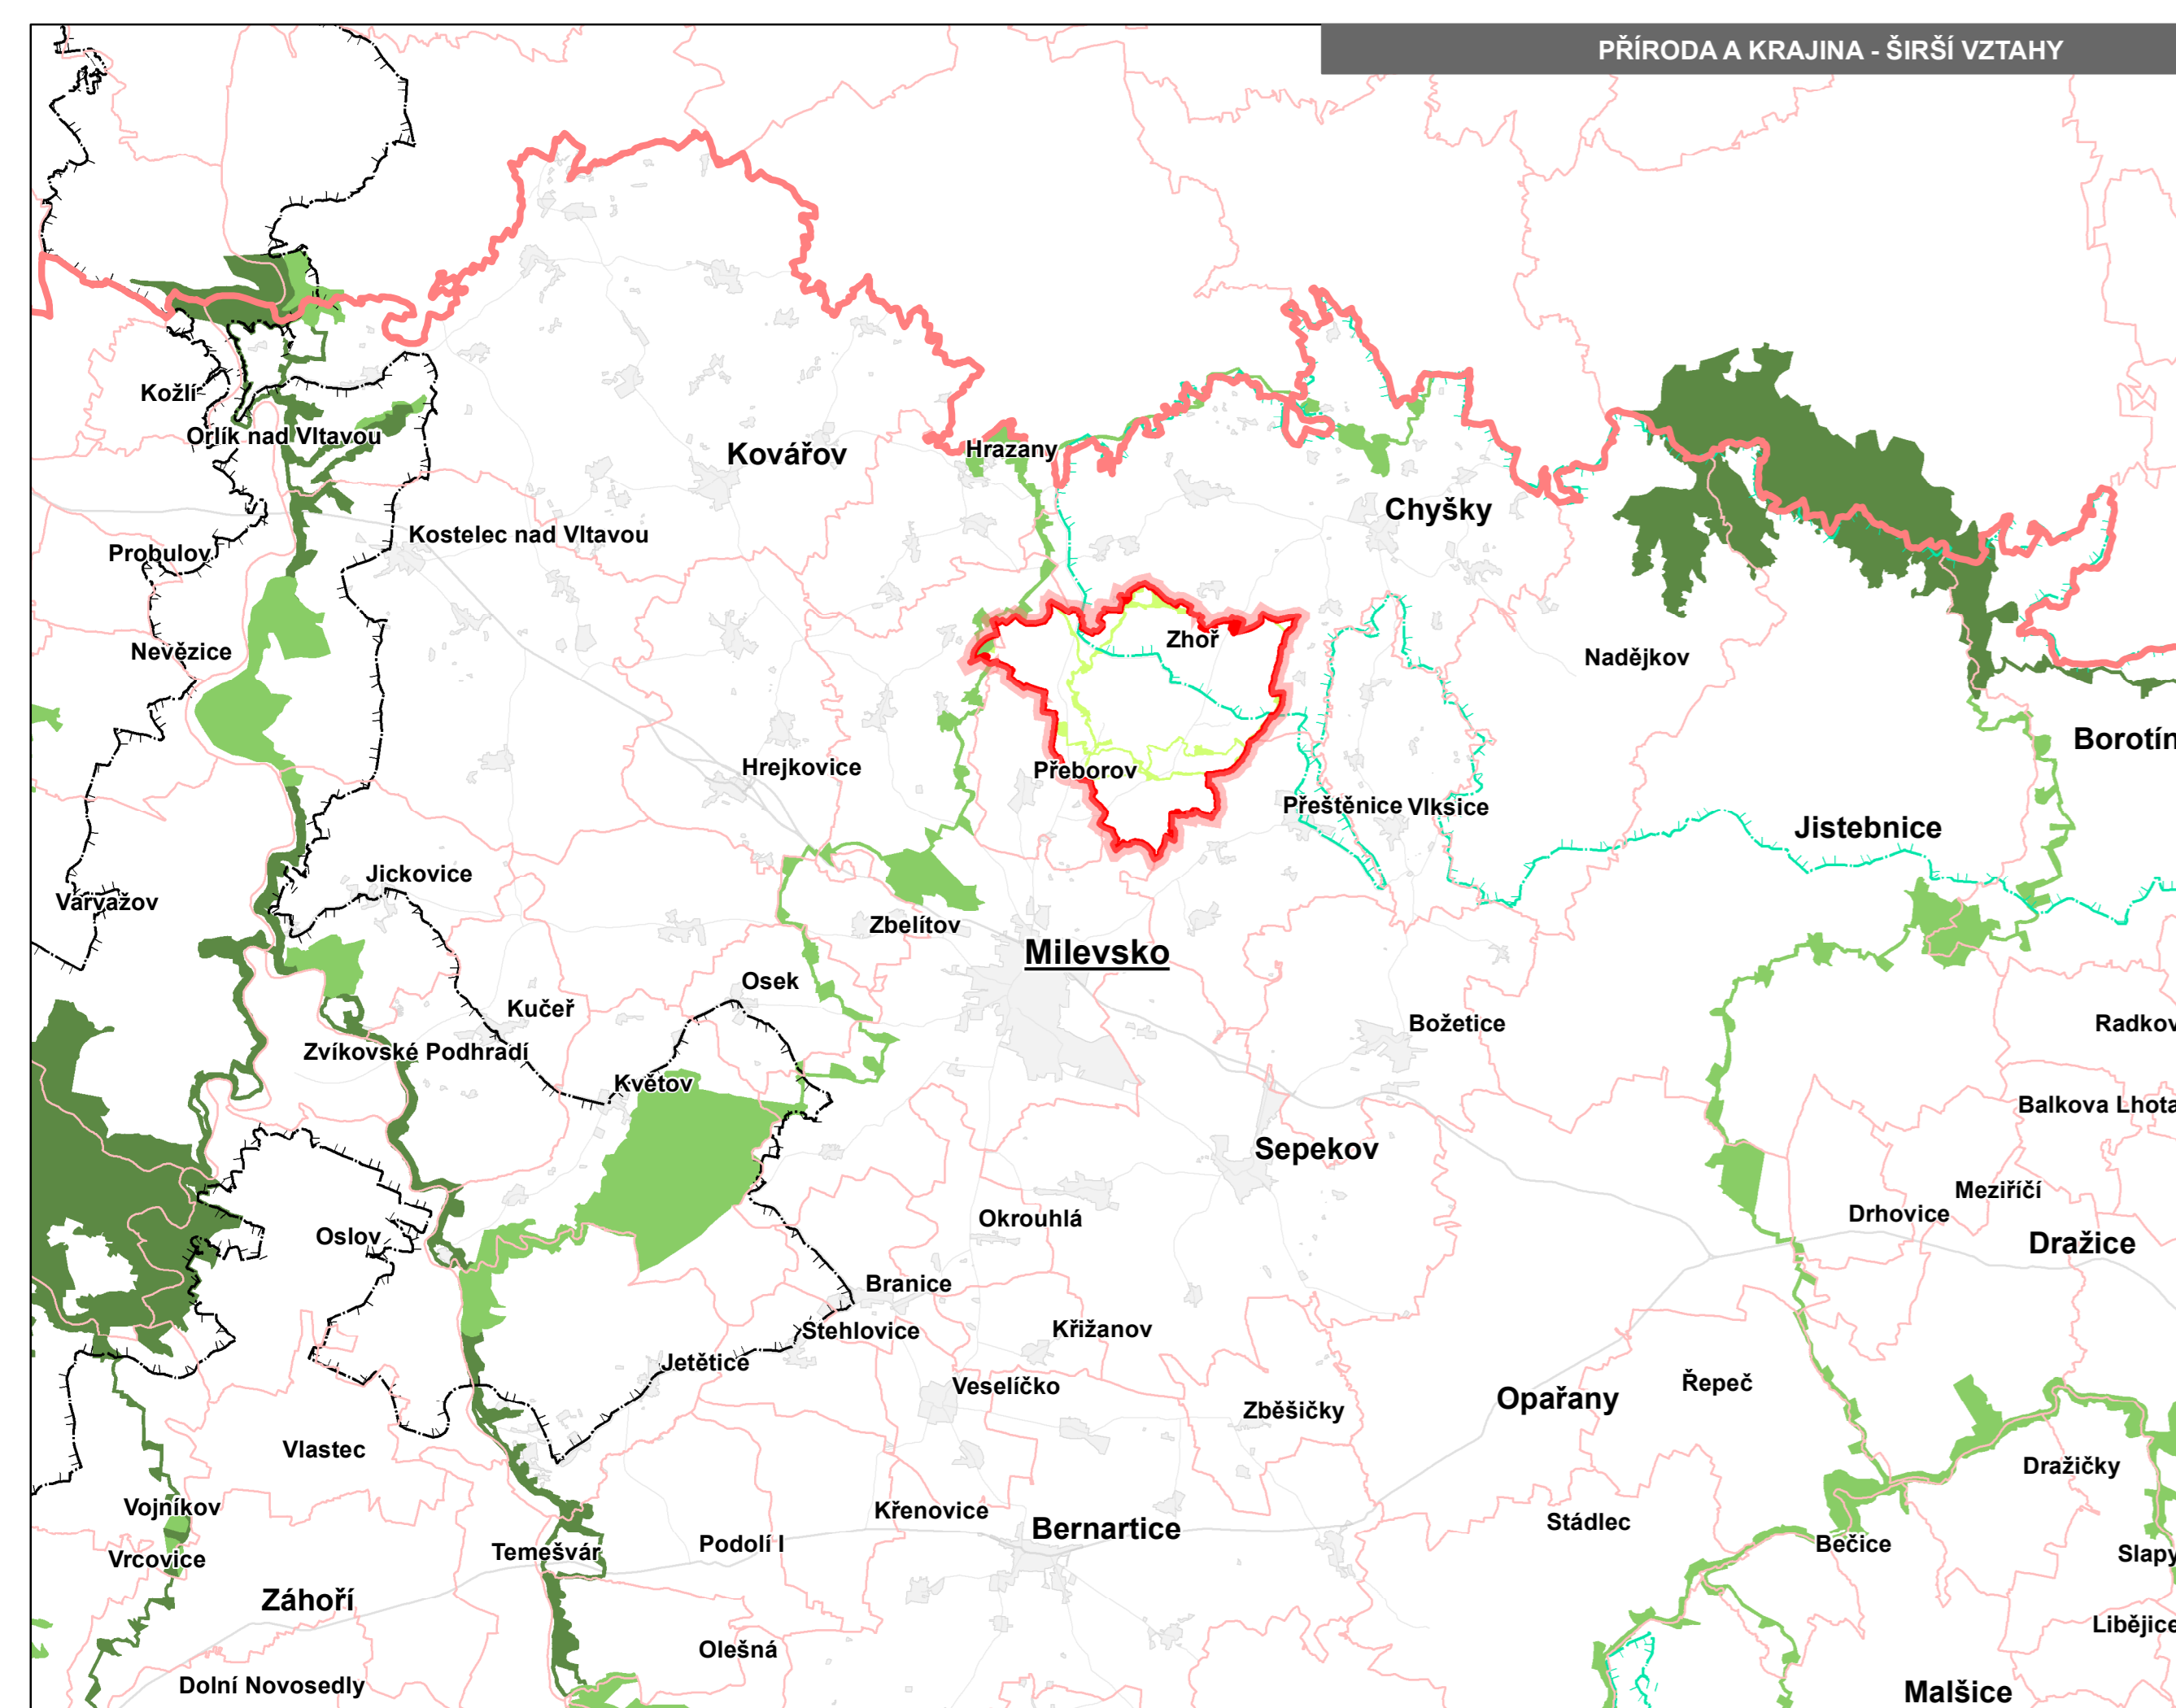 PŘÍRODA A KRAJINA - ŠIRŠÍ VZTAHY
Kožlí
Orlík nad Vltavou
Kovářov
Hrazany
Chyšky
Kostelec nad Vltavou
Probulov
Nevězice
Zhoř
Nadějkov
Borotín
Hrejkovice
Přeborov
Přeštěnice
Vlksice
Jistebnice
Jickovice
Varvažov
Zbelítov
Milevsko
Osek
Kučeř
Božetice
Radkov
Zvíkovské Podhradí
Květov
Balkova Lhota
Sepekov
Meziříčí
Drhovice
Okrouhlá
Oslov
Dražice
Branice
Stehlovice
Křižanov
Jetětice
Veselíčko
Řepeč
Opařany
Zběšičky
Vlastec
Dražičky
Vojníkov
Křenovice
Bernartice
Stádlec
Podolí I
Bečice
Temešvár
Slapy
Vrcovice
Záhoří
Libějice
Olešná
Dolní Novosedly
Malšice